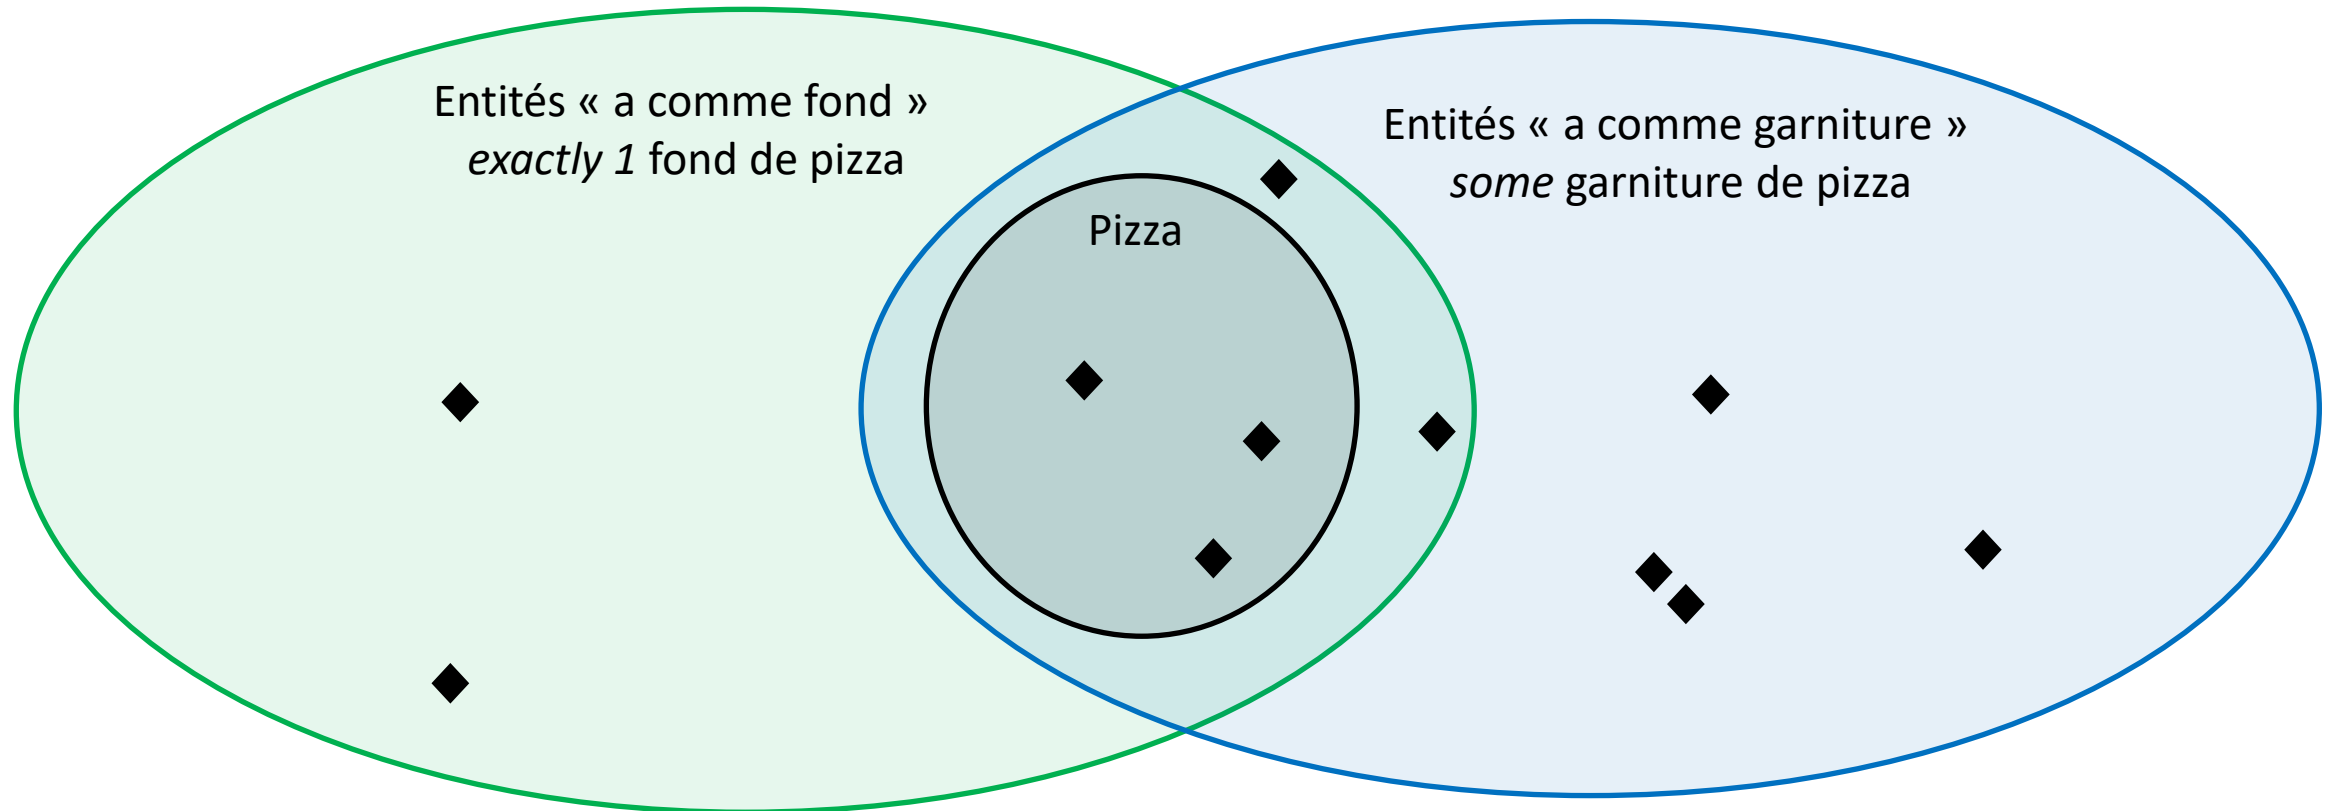 Entités « a comme fond »
exactly 1 fond de pizza
Entités « a comme garniture »
some garniture de pizza
Pizza